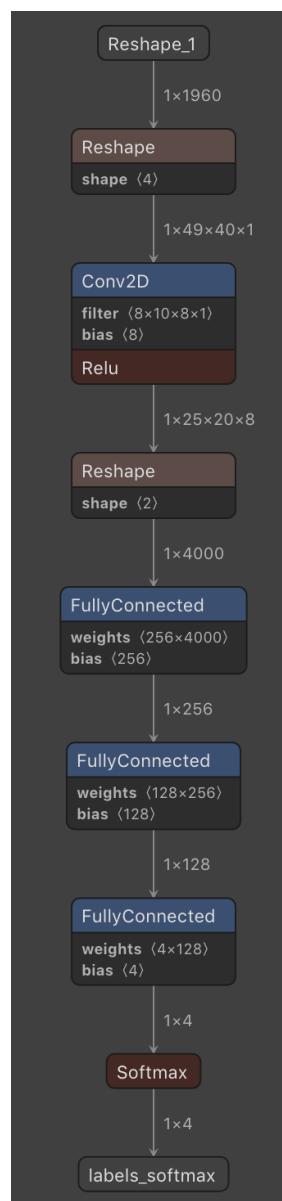 Reshape_1
1×1960
Reshape
shape ⟨4⟩
1×49×40×1
Conv2D
filter ⟨8×10×8×1⟩
bias ⟨8⟩
Relu
1×25×20×8
Reshape
shape ⟨2⟩
1×4000
FullyConnected
weights ⟨256×4000⟩
bias ⟨256⟩
1×256
FullyConnected
weights ⟨128×256⟩
bias ⟨128⟩
1×128
FullyConnected
weights ⟨4×128⟩
bias ⟨4⟩
1×4
Softmax
1×4
labels_softmax